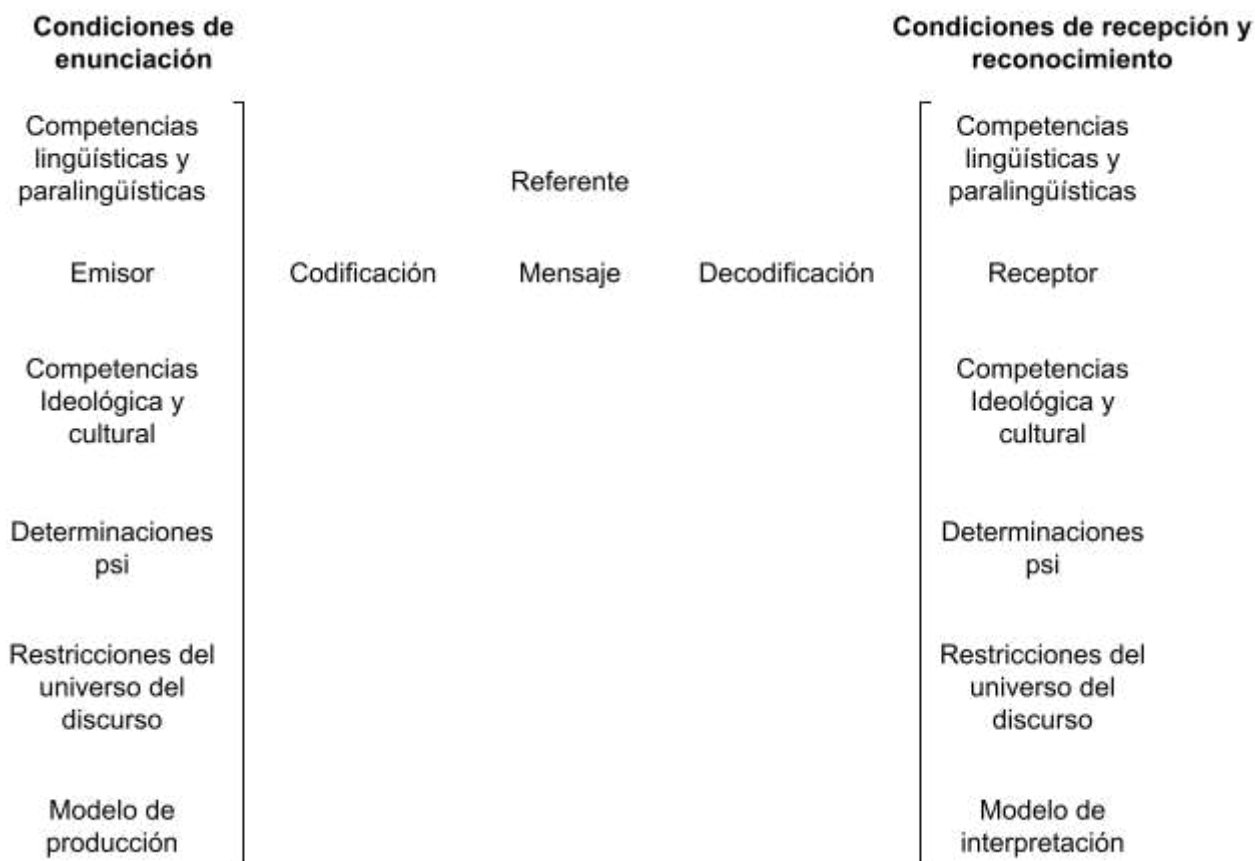 Condiciones de
enunciación
Condiciones de recepción y
reconocimiento
Competencias
lingüísticas y
paralingüísticas
Referente
Competencias
lingüísticas y
paralingüísticas
Emisor
Codificación
Mensaje
Decodificación
Receptor
Competencias
Ideológica y
cultural
Competencias
Ideológica y
cultural
Determinaciones
psi
Determinaciones
psi
Restricciones del
universo del
discurso
Restricciones del
universo del
discurso
Modelo de
producción
Modelo de
interpretación